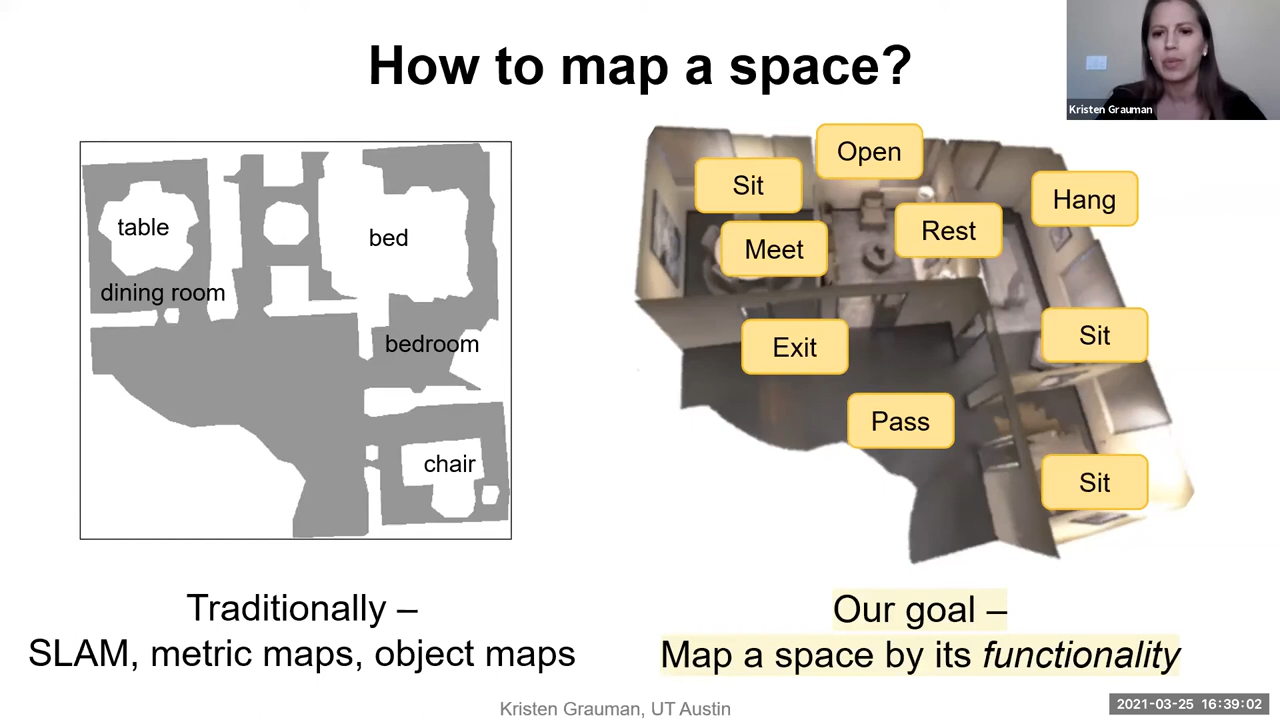 How to map a space?
Kristen Grauman
table
dining room
bed
bedroom
chair
Open
Sit
Hang
Rest
Meet
Exit
Sit
Pass
Sit
Traditionally –
SLAM, metric maps, object maps
Our goal –
Map a space by its functionality
Kristen Grauman, UT Austin
2021-03-25 16:39:02